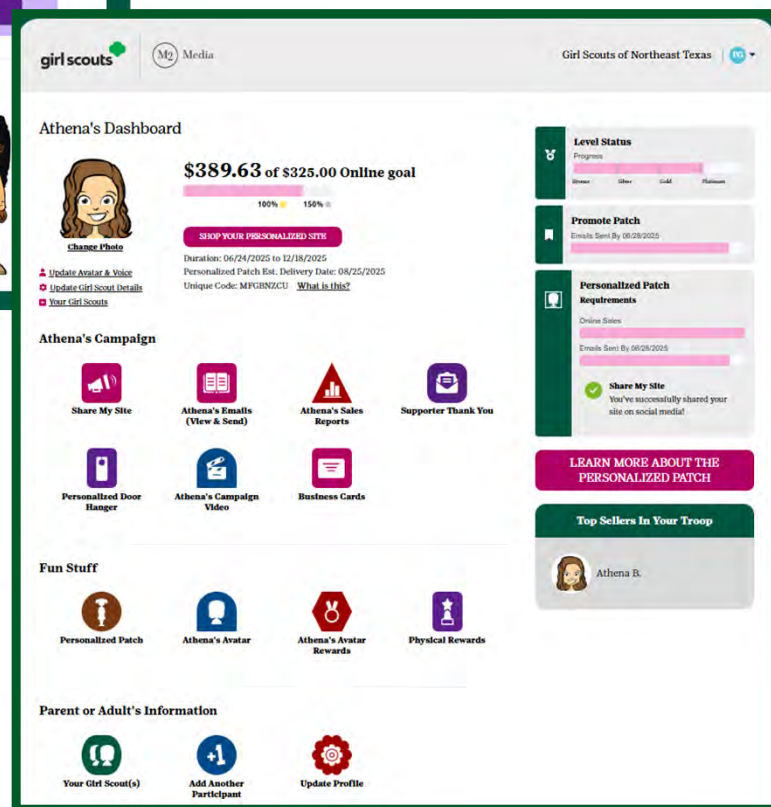 girl scouts
M2 Media
Girl Scouts of Northeast Texas
Athena's Dashboard
$389.63 of $325.00 Online goal
100% 150%
Change Photo
SHOP YOUR PERSONALIZED SITE
Duration: 06/24/2025 to 12/18/2025
Update Avatar & Voice
Personalized Patch Est. Delivery Date: 08/25/2025
Update Girl Scout Details
Unique Code: MFGBNZCU What is this?
Your Girl Scouts
Athena's Campaign
Share My Site
Athena's Emails
(View & Send)
Athena's Sales
Reports
Supporter Thank You
Personalized Door
Hanger
Athena's Campaign
Video
Business Cards
Fun Stuff
Personalized Patch
Athena's Avatar
Athena's Avatar
Rewards
Physical Rewards
Parent or Adult's Information
Your Girl Scout(s)
+1
Add Another
Participant
Update Profile
Level Status
Progress
Bronze Silver Gold Platinum
Promote Patch
Emails Sent By 06/28/2025
Personalized Patch
Requirements
Online Sales
Emails Sent By 06/28/2025
Share My Site
You've successfully shared your
site on social media!
LEARN MORE ABOUT THE
PERSONALIZED PATCH
Top Sellers In Your Troop
Athena B.